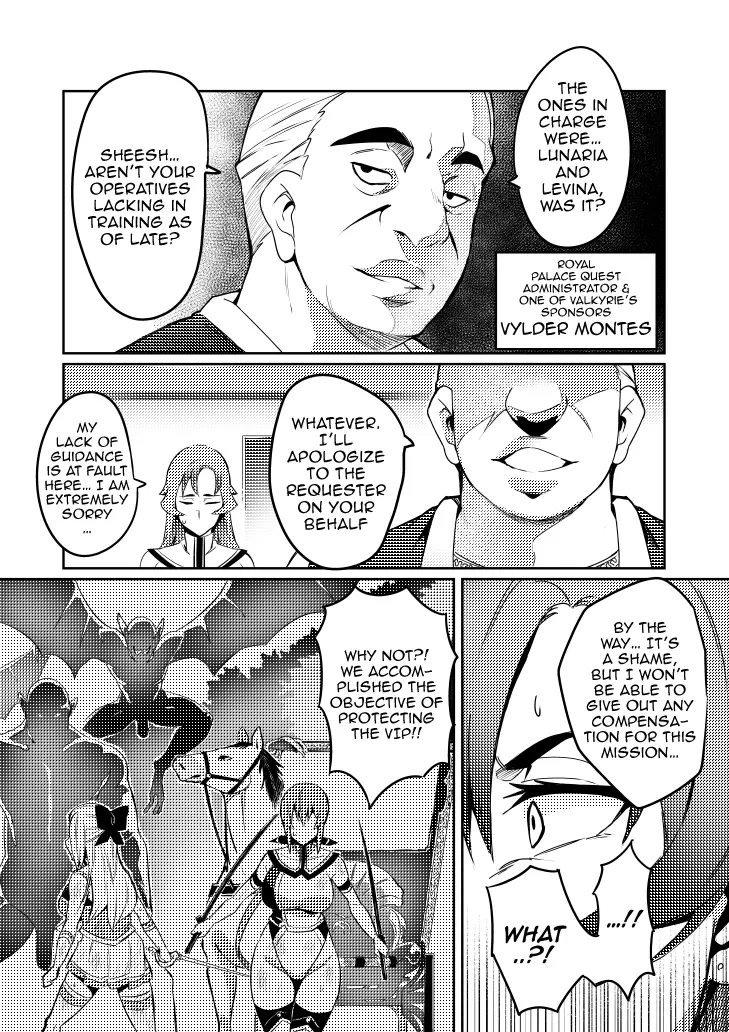 THE
ONES IN
CHARGE
WERE...
LUNARIA
AND
LEVINA,
WAS IT?
SHEESH...
AREN'T YOUR
OPERATIVES
LACKING IN
TRAINING AS
OF LATE?
ROYAL
PALACE QUEST
ADMINISTRATOR &
ONE OF VALKYRIE'S
SPONSORS
VYLDER MONTES
WHATEVER.
I'LL
APOLOGIZE
TO THE
REQUESTER
ON YOUR
BEHALF
MY
LACK OF
GUIDANCE
IS AT FAULT
HERE... I AM
EXTREMELY
SORRY
...
BY THE
WAY... IT'S
A SHAME,
BUT I WON'T
BE ABLE TO
GIVE OUT ANY
COMPENSA-
TION FOR THIS
MISSION...
...!!
WHAT
..?!
WHY NOT?!
WE ACCOM-
PLISHED THE
OBJECTIVE OF
PROTECTING
THE VIP!!